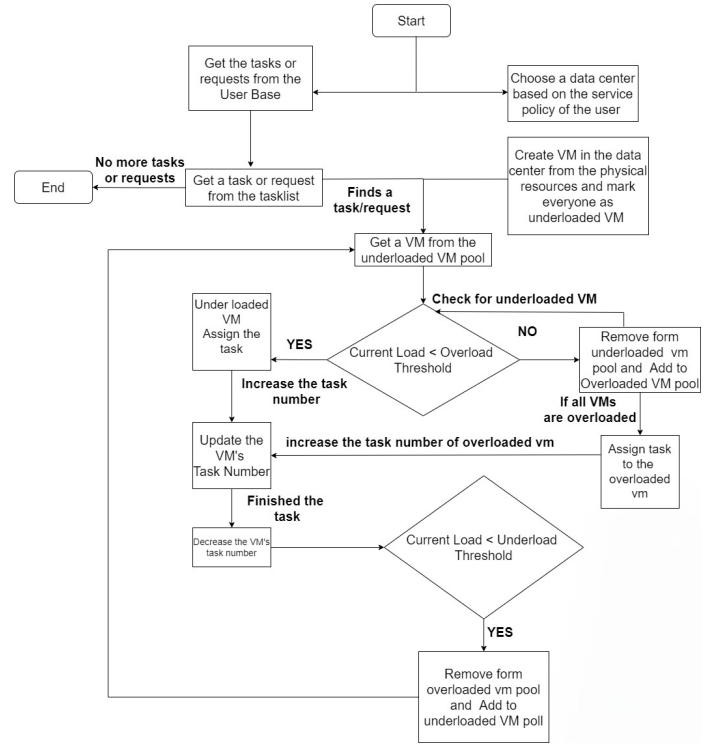 Start
Get the tasks or
requests from the
User Base
Choose a data center
based on the service
policy of the user
No more tasks
or requests
End
Get a task or request
from the tasklist
Finds a
task/request
Create VM in the data
center from the physical
resources and mark
everyone as
underloaded VM
Get a VM from the
underloaded VM pool
Check for underloaded VM
Under loaded
VM
Assign the
task
YES
Current Load < Overload
Threshold
NO
Remove form
underloaded vm
pool and Add to
Overloaded VM pool
Increase the task
number
If all VMs
are overloaded
Update the
VM's
Task Number
increase the task number of overloaded vm
Assign task
to the
overloaded
vm
Finished the
task
Decrease the VM's
task number
Current Load < Underload
Threshold
YES
Remove form
overloaded vm pool
and Add to
underloaded VM poll